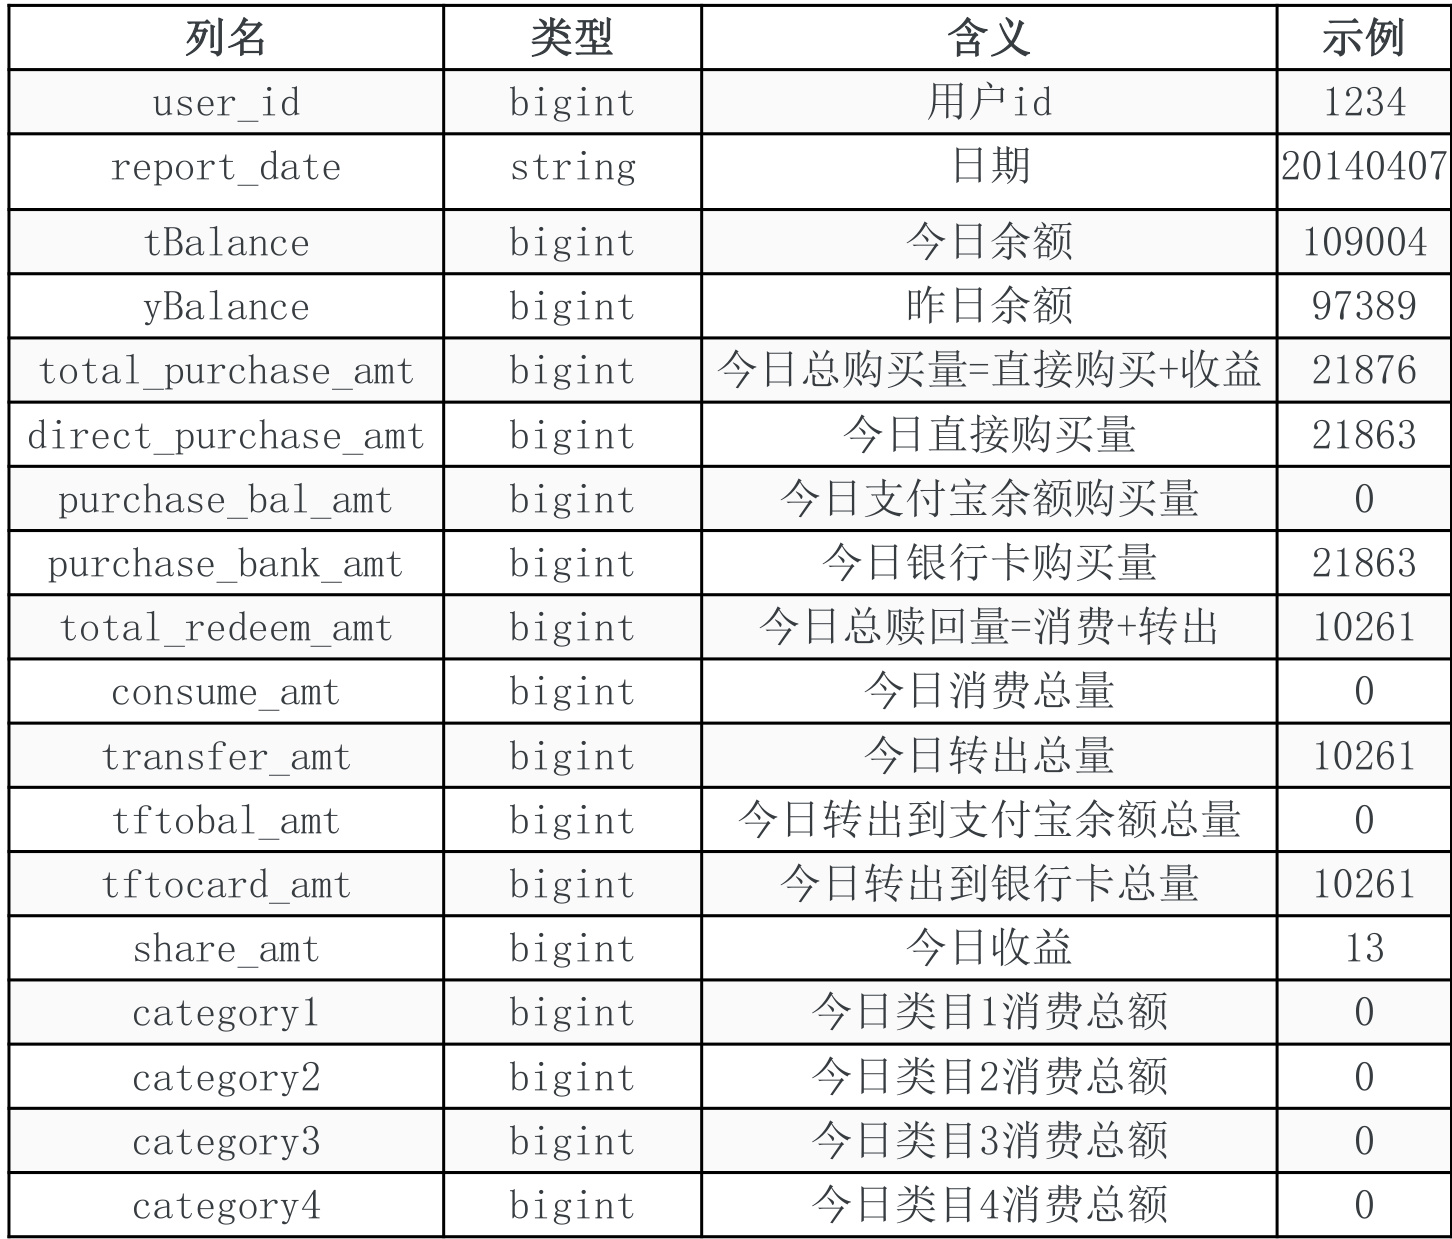 列名 类型 含义 示例
user_id bigint 用户id 1234
report_date string 日期 20140407
tBalance bigint 今日余额 109004
yBalance bigint 昨日余额 97389
total_purchase_amt bigint 今日总购买量=直接购买+收益 21876
direct_purchase_amt bigint 今日直接购买量 21863
purchase_bal_amt bigint 今日支付宝余额购买量 0
purchase_bank_amt bigint 今日银行卡购买量 21863
total_redeem_amt bigint 今日总赎回量=消费+转出 10261
consume_amt bigint 今日消费总量 0
transfer_amt bigint 今日转出总量 10261
tftobal_amt bigint 今日转出到支付宝余额总量 0
tftocard_amt bigint 今日转出到银行卡总量 10261
share_amt bigint 今日收益 13
category1 bigint 今日类目1消费总额 0
category2 bigint 今日类目2消费总额 0
category3 bigint 今日类目3消费总额 0
category4 bigint 今日类目4消费总额 0